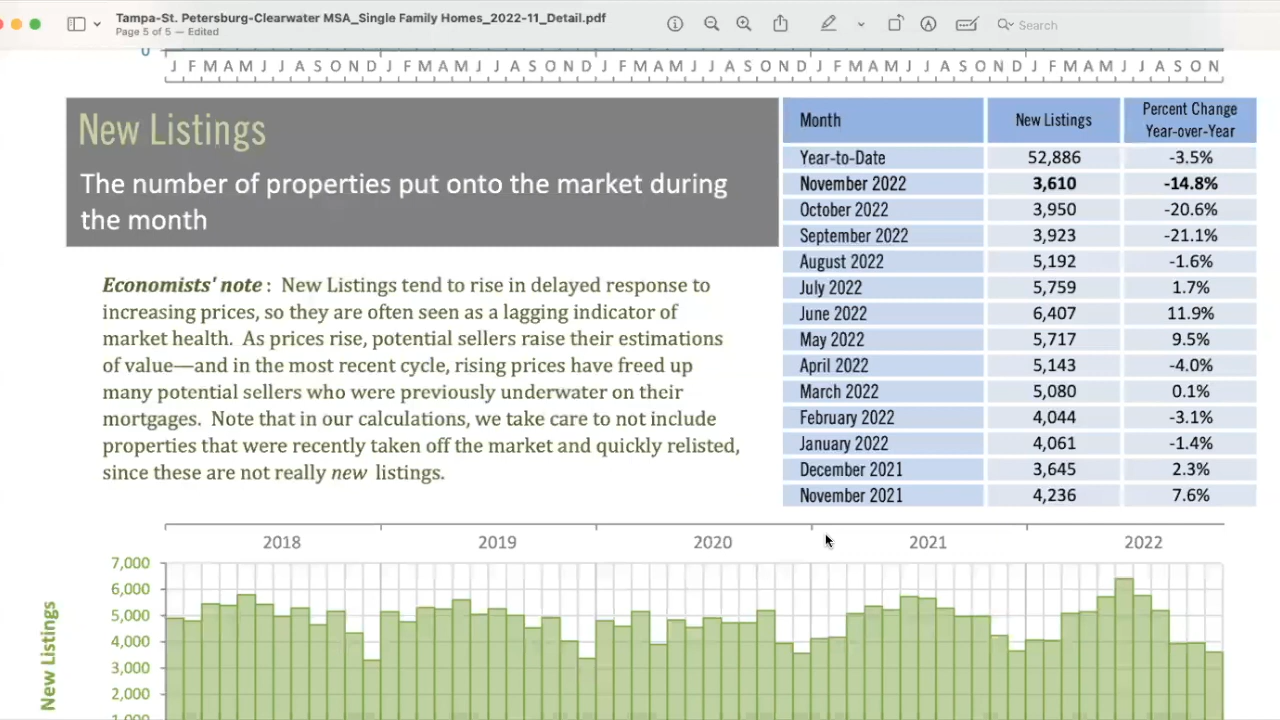 Tampa-St. Petersburg-Clearwater MSA_Single Family Homes_2022-11_Detail.pdf
Page 5 of 5 — Edited
Search
0
J F M A M J J A S O N D J F M A M J J A S O N D J F M A M J J A S O N D J F M A M J J A S O N D J F M A M J J A S O N
New Listings
The number of properties put onto the market during
the month
Economists' note : New Listings tend to rise in delayed response to
increasing prices, so they are often seen as a lagging indicator of
market health. As prices rise, potential sellers raise their estimations
of value—and in the most recent cycle, rising prices have freed up
many potential sellers who were previously underwater on their
mortgages. Note that in our calculations, we take care to not include
properties that were recently taken off the market and quickly relisted,
since these are not really new listings.
Month New Listings Percent Change Year-over-Year
Year-to-Date 52,886 -3.5%
November 2022 3,610 -14.8%
October 2022 3,950 -20.6%
September 2022 3,923 -21.1%
August 2022 5,192 -1.6%
July 2022 5,759 1.7%
June 2022 6,407 11.9%
May 2022 5,717 9.5%
April 2022 5,143 -4.0%
March 2022 5,080 0.1%
February 2022 4,044 -3.1%
January 2022 4,061 -1.4%
December 2021 3,645 2.3%
November 2021 4,236 7.6%
2018 2019 2020 2021 2022
New Listings
7,000
6,000
5,000
4,000
3,000
2,000
1,000